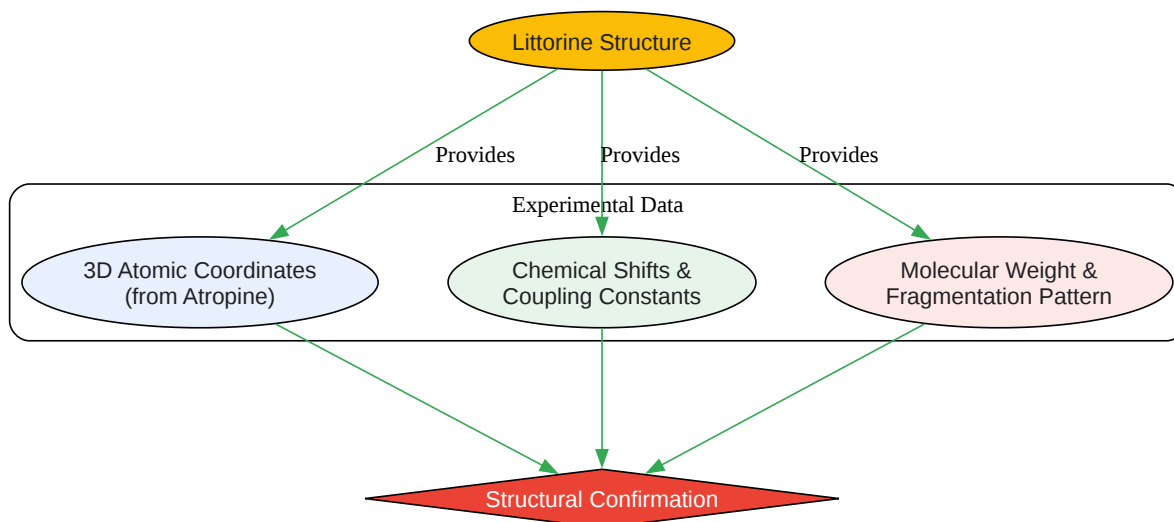 Littorine Structure
Provides
Provides
Provides
Experimental Data
3D Atomic Coordinates
(from Atropine)
Chemical Shifts &
Coupling Constants
Molecular Weight &
Fragmentation Pattern
Structural Confirmation